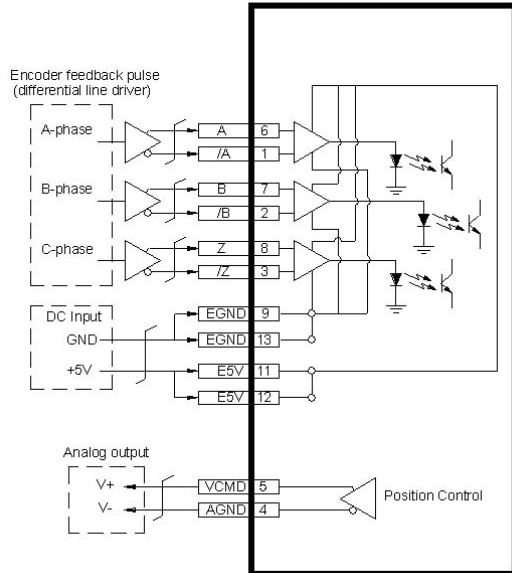 Encoder feedback pulse
(differential line driver)
A-phase
A 6
/A 1
B-phase
B 7
/B 2
C-phase
Z 8
/Z 3
DC Input
EGND 9
GND
EGND 13
+5V
E5V 11
E5V 12
Analog output
V+
VCMD 5
V-
AGND 4
Position Control